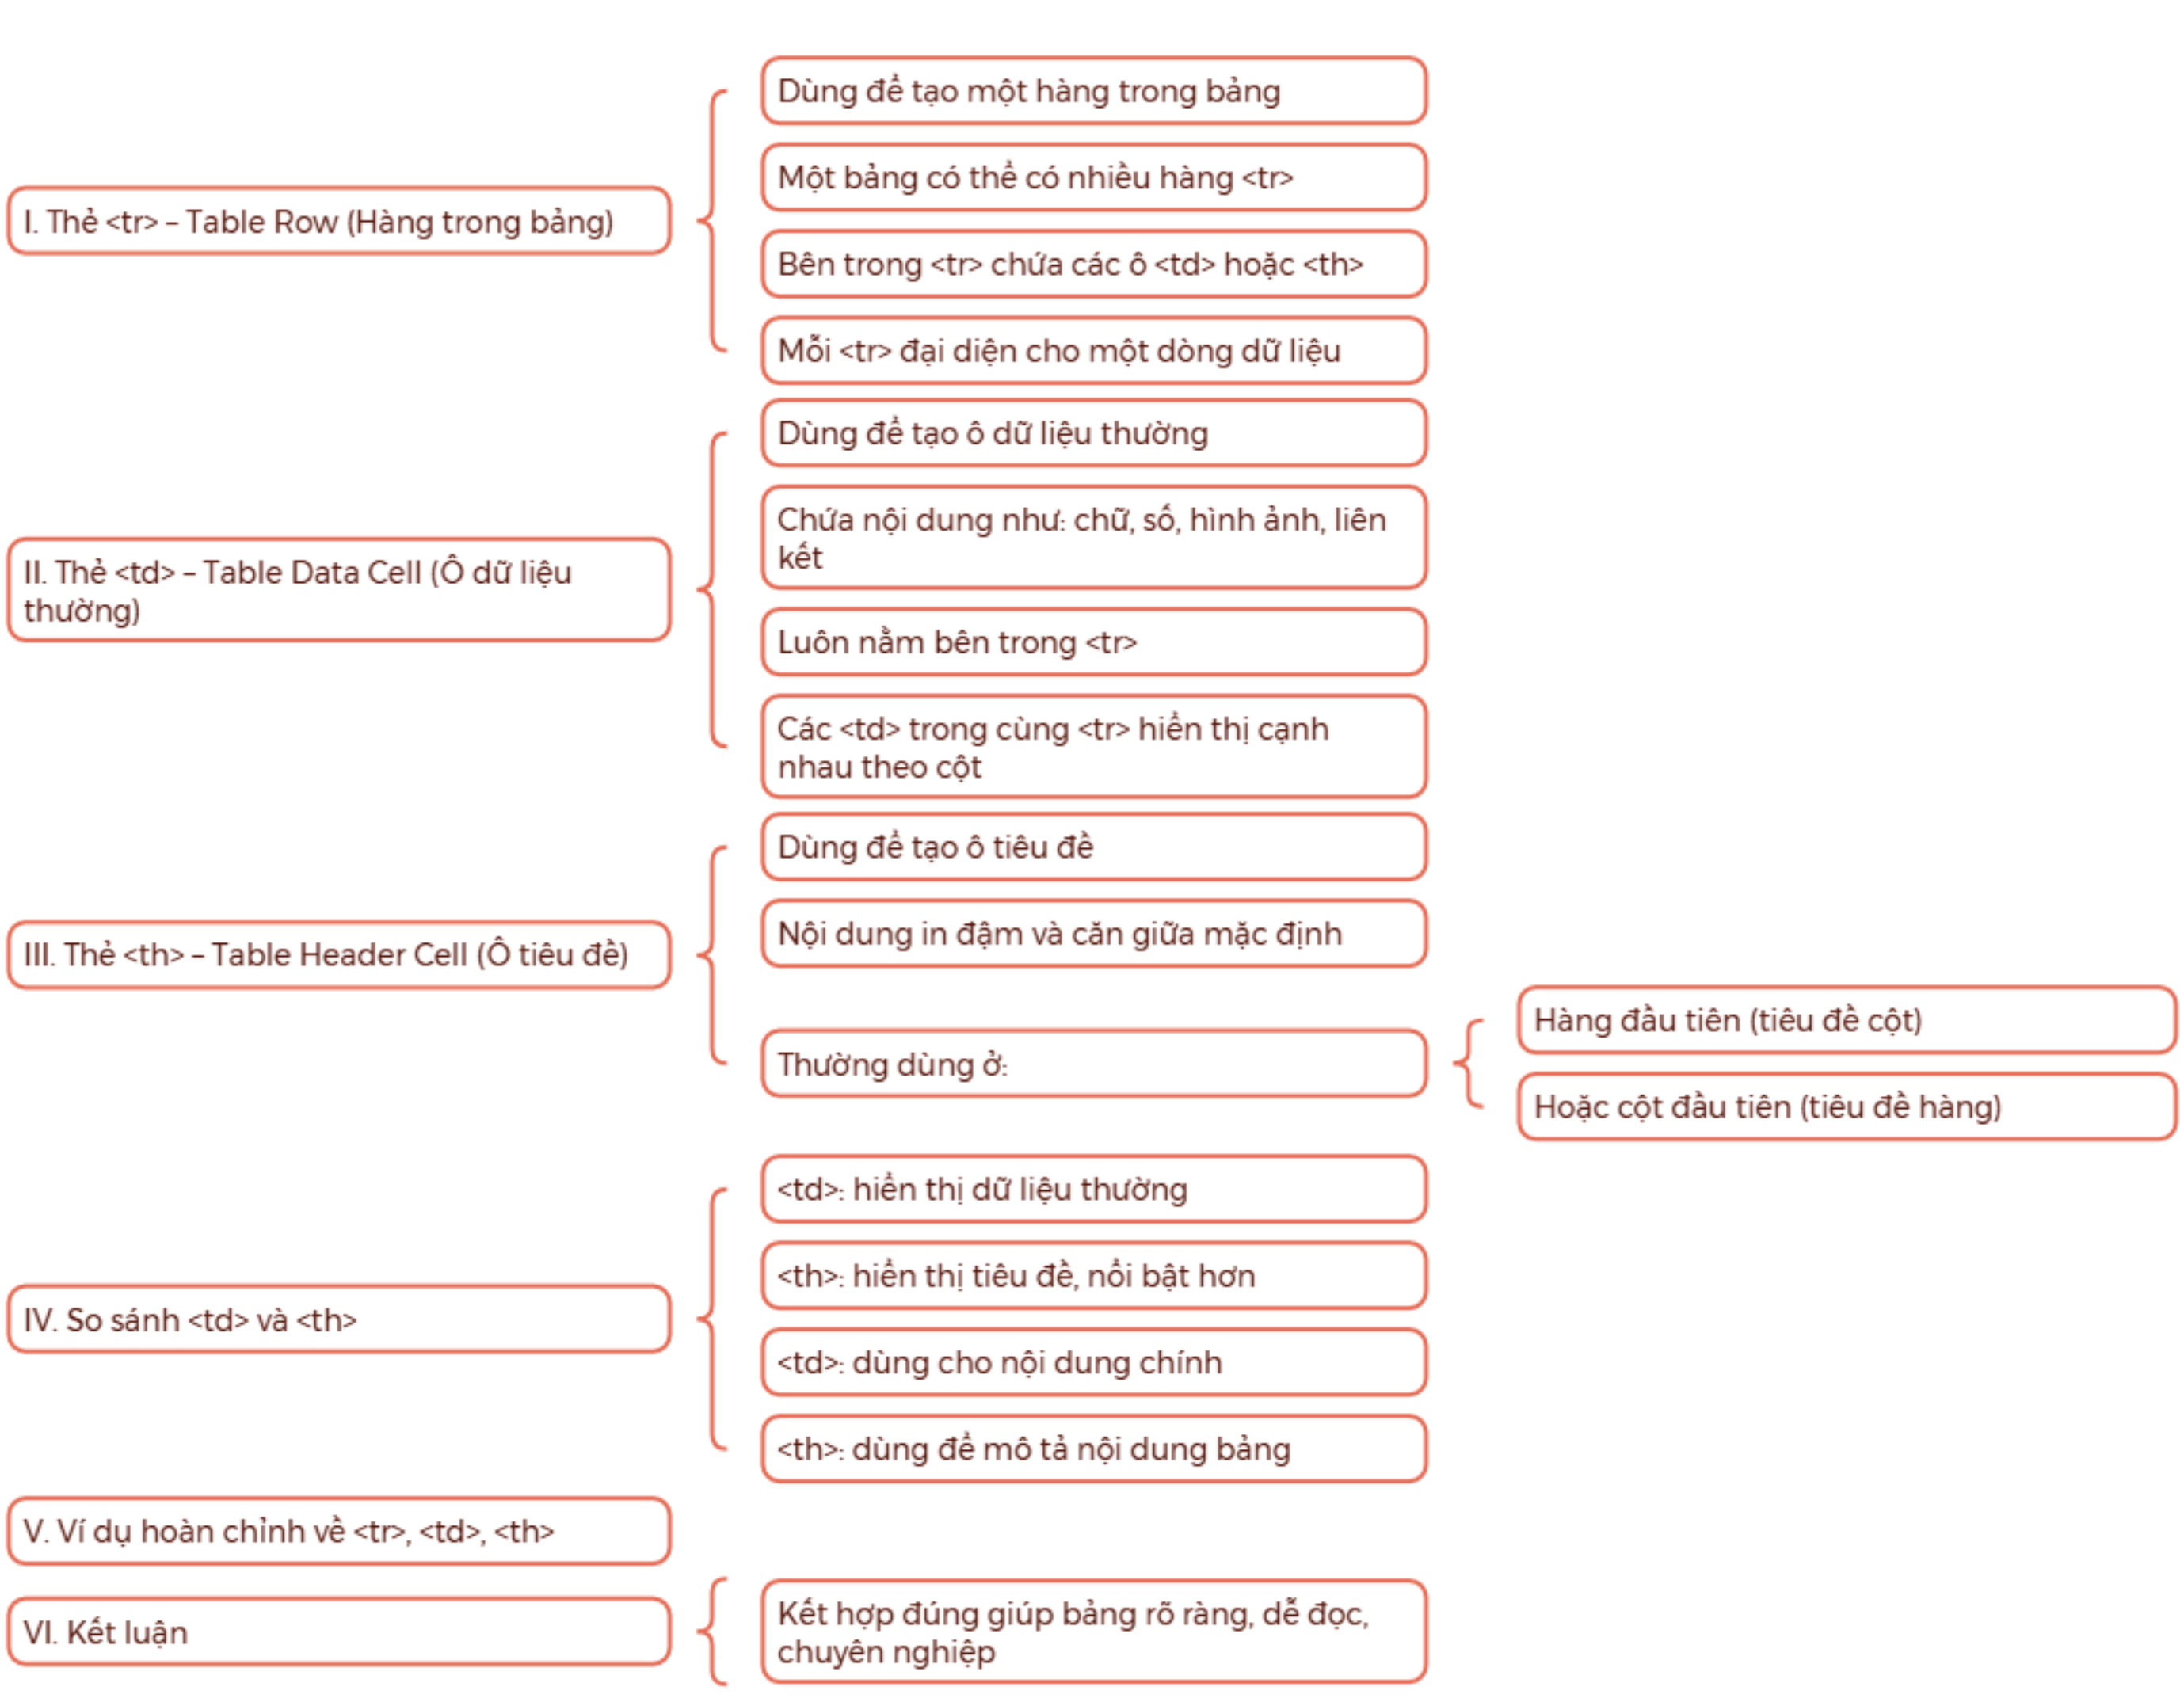 I. Thẻ <tr> – Table Row (Hàng trong bảng)
Dùng để tạo một hàng trong bảng
Một bảng có thể có nhiều hàng <tr>
Bên trong <tr> chứa các ô <td> hoặc <th>
Mỗi <tr> đại diện cho một dòng dữ liệu
II. Thẻ <td> – Table Data Cell (Ô dữ liệu
thường)
Dùng để tạo ô dữ liệu thường
Chứa nội dung như: chữ, số, hình ảnh, liên
kết
Luôn nằm bên trong <tr>
Các <td> trong cùng <tr> hiển thị cạnh
nhau theo cột
III. Thẻ <th> – Table Header Cell (Ô tiêu đề)
Dùng để tạo ô tiêu đề
Nội dung in đậm và căn giữa mặc định
Thường dùng ở:
Hàng đầu tiên (tiêu đề cột)
Hoặc cột đầu tiên (tiêu đề hàng)
IV. So sánh <td> và <th>
<td>: hiển thị dữ liệu thường
<th>: hiển thị tiêu đề, nổi bật hơn
<td>: dùng cho nội dung chính
<th>: dùng để mô tả nội dung bảng
V. Ví dụ hoàn chỉnh về <tr>, <td>, <th>
VI. Kết luận
Kết hợp đúng giúp bảng rõ ràng, dễ đọc,
chuyên nghiệp